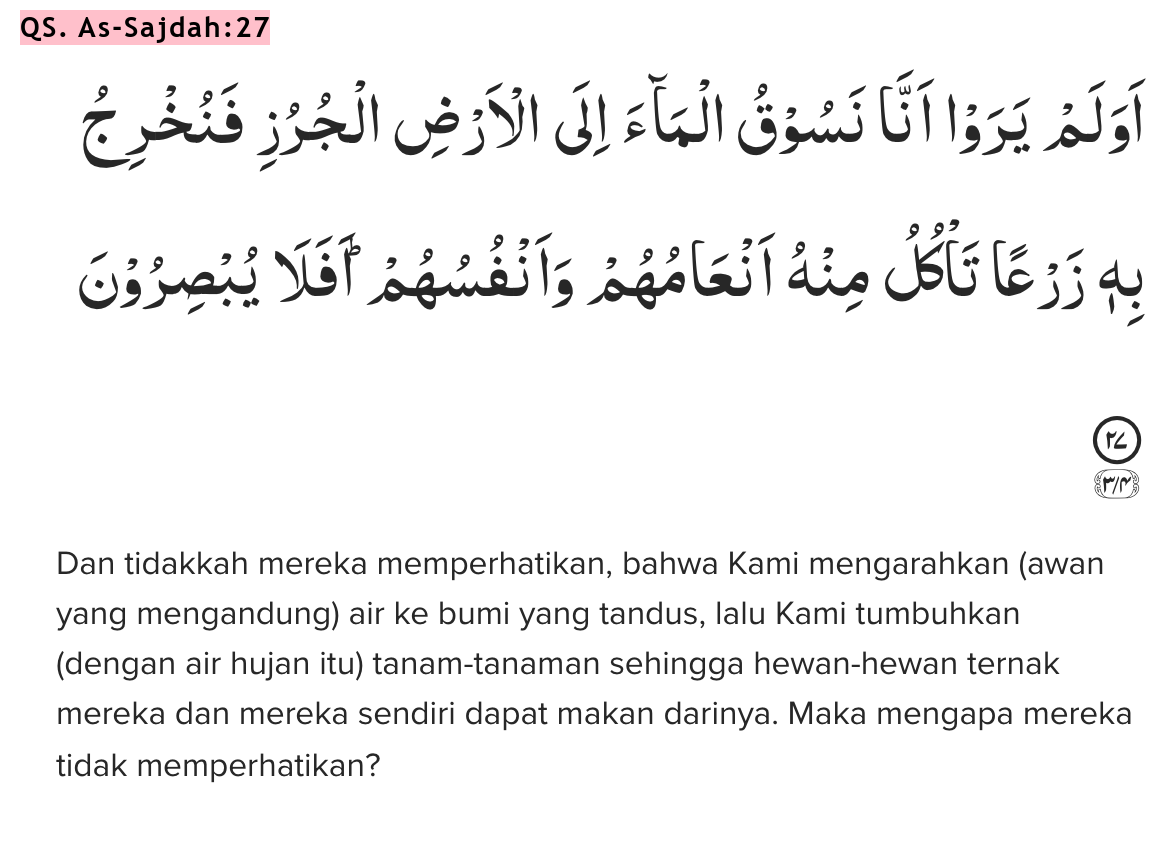 QS. As-Sajdah:27
اَوَلَمْ يَرَوْا اَنَّا نَسُوْقُ الْمَاۤءَ اِلَى الْاَرْضِ الْجُرُزِ فَنُخْرِجُ
بِهٖ زَرْعًا تَأْكُلُ مِنْهُ اَنْعَامُهُمْ وَاَنْفُسُهُمْ ۗاَفَلَا يُبْصِرُوْنَ
٢٧
٣/٤
Dan tidakkah mereka memperhatikan, bahwa Kami mengarahkan (awan
yang mengandung) air ke bumi yang tandus, lalu Kami tumbuhkan
(dengan air hujan itu) tanam-tanaman sehingga hewan-hewan ternak
mereka dan mereka sendiri dapat makan darinya. Maka mengapa mereka
tidak memperhatikan?